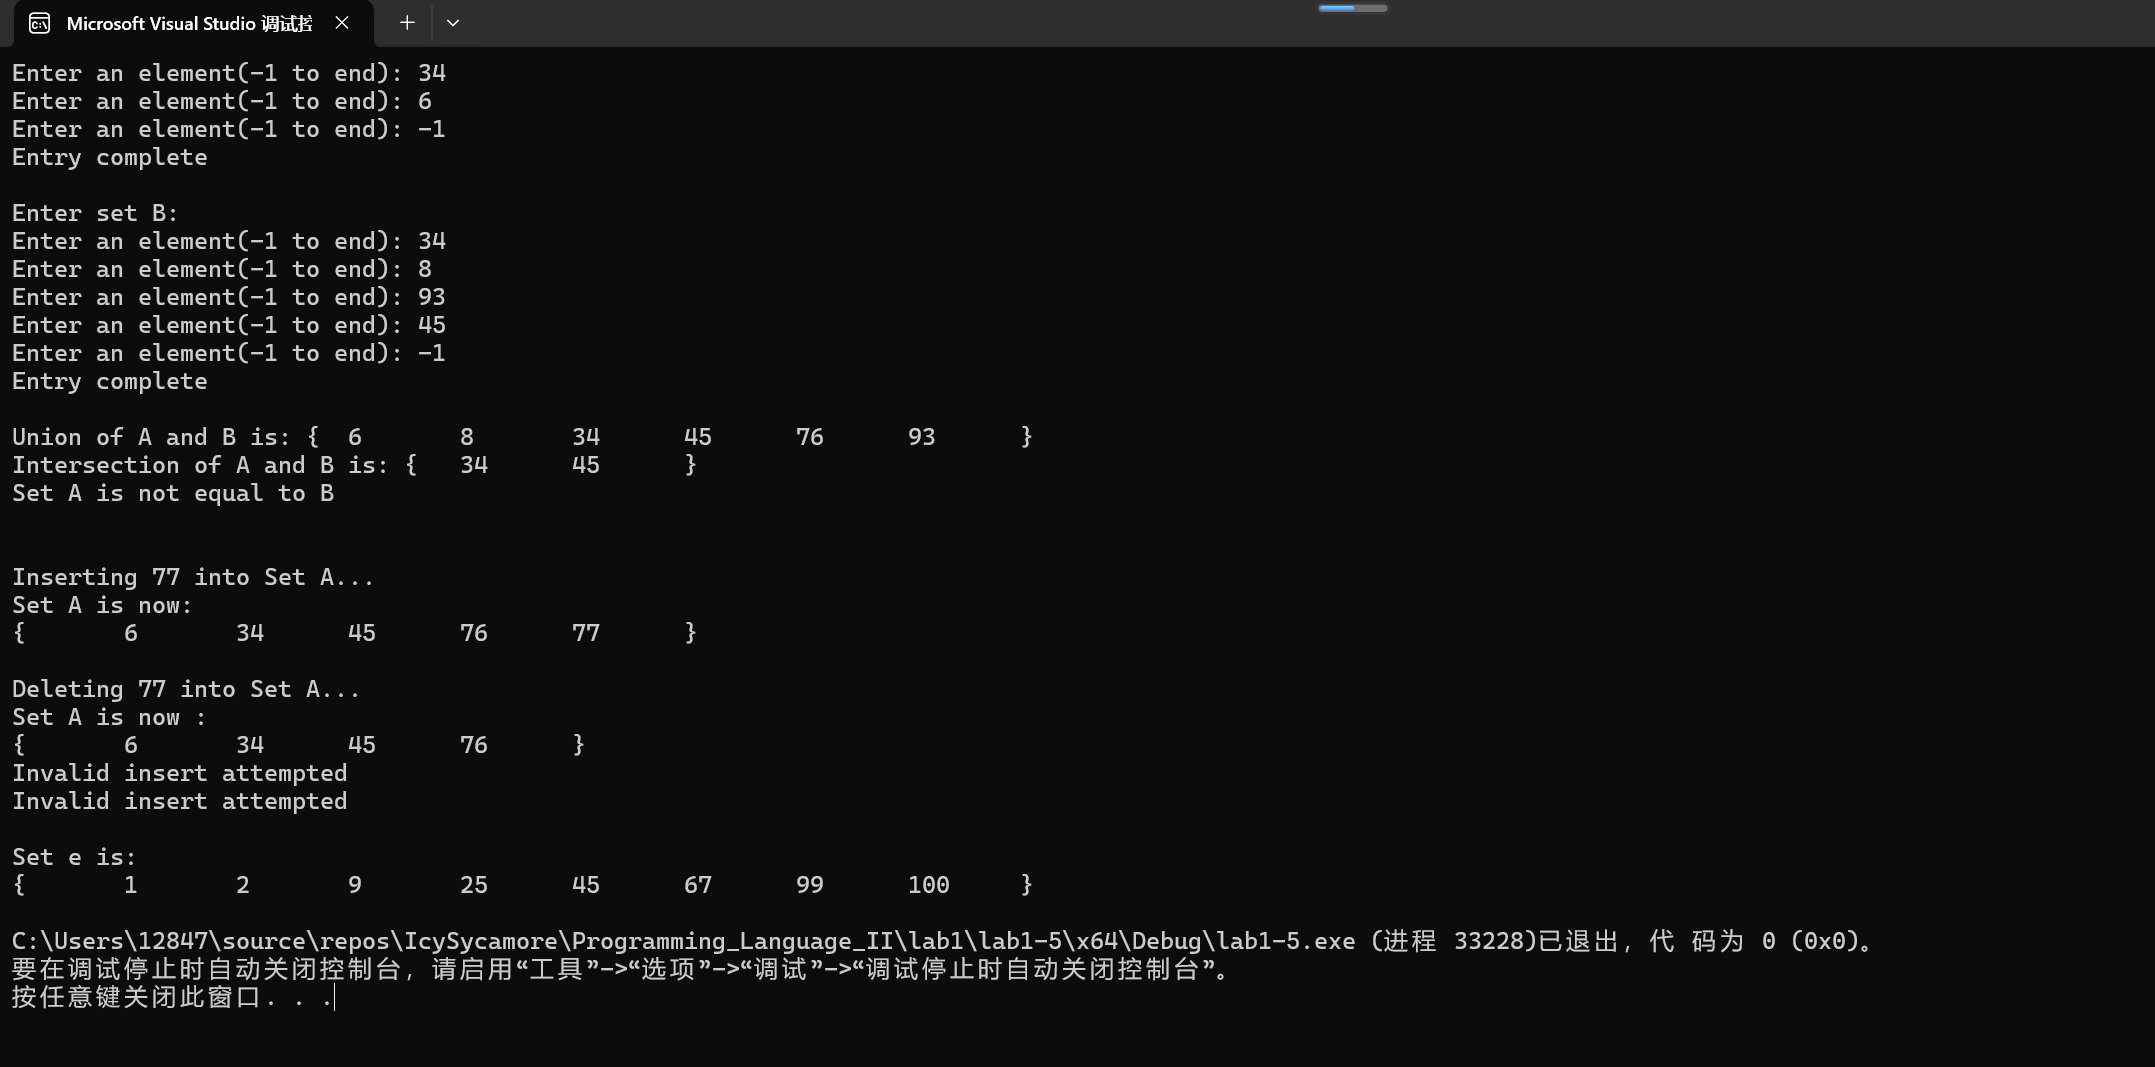 Microsoft Visual Studio 调试控
Enter an element(-1 to end): 34
Enter an element(-1 to end): 6
Enter an element(-1 to end): -1
Entry complete
Enter set B:
Enter an element(-1 to end): 34
Enter an element(-1 to end): 8
Enter an element(-1 to end): 93
Enter an element(-1 to end): 45
Enter an element(-1 to end): -1
Entry complete
Union of A and B is: {  6       8       34      45      76      93      }
Intersection of A and B is: {   34      45      }
Set A is not equal to B
Inserting 77 into Set A...
Set A is now:
{       6       34      45      76      77      }
Deleting 77 into Set A...
Set A is now :
{       6       34      45      76      }
Invalid insert attempted
Invalid insert attempted
Set e is:
{       1       2       9       25      45      67      99      100     }
C:\Users\12847\source\repos\IcySycamore\Programming_Language_II\lab1\lab1-5\x64\Debug\lab1-5.exe (进程 33228)已退出，代 码为 0 (0x0)。
要在调试停止时自动关闭控制台，请启用“工具”->“选项”->“调试”->“调试停止时自动关闭控制台”。
按任意键关闭此窗口. . .